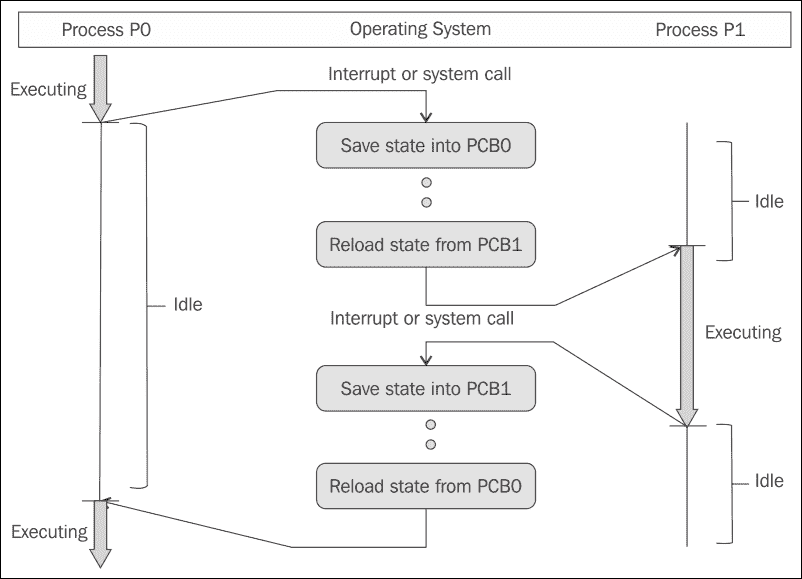 Process P0
Operating System
Process P1
Interrupt or system call
Executing
Save state into PCB0
Idle
Reload state from PCB1
Idle
Interrupt or system call
Executing
Save state into PCB1
Idle
Reload state from PCB0
Executing